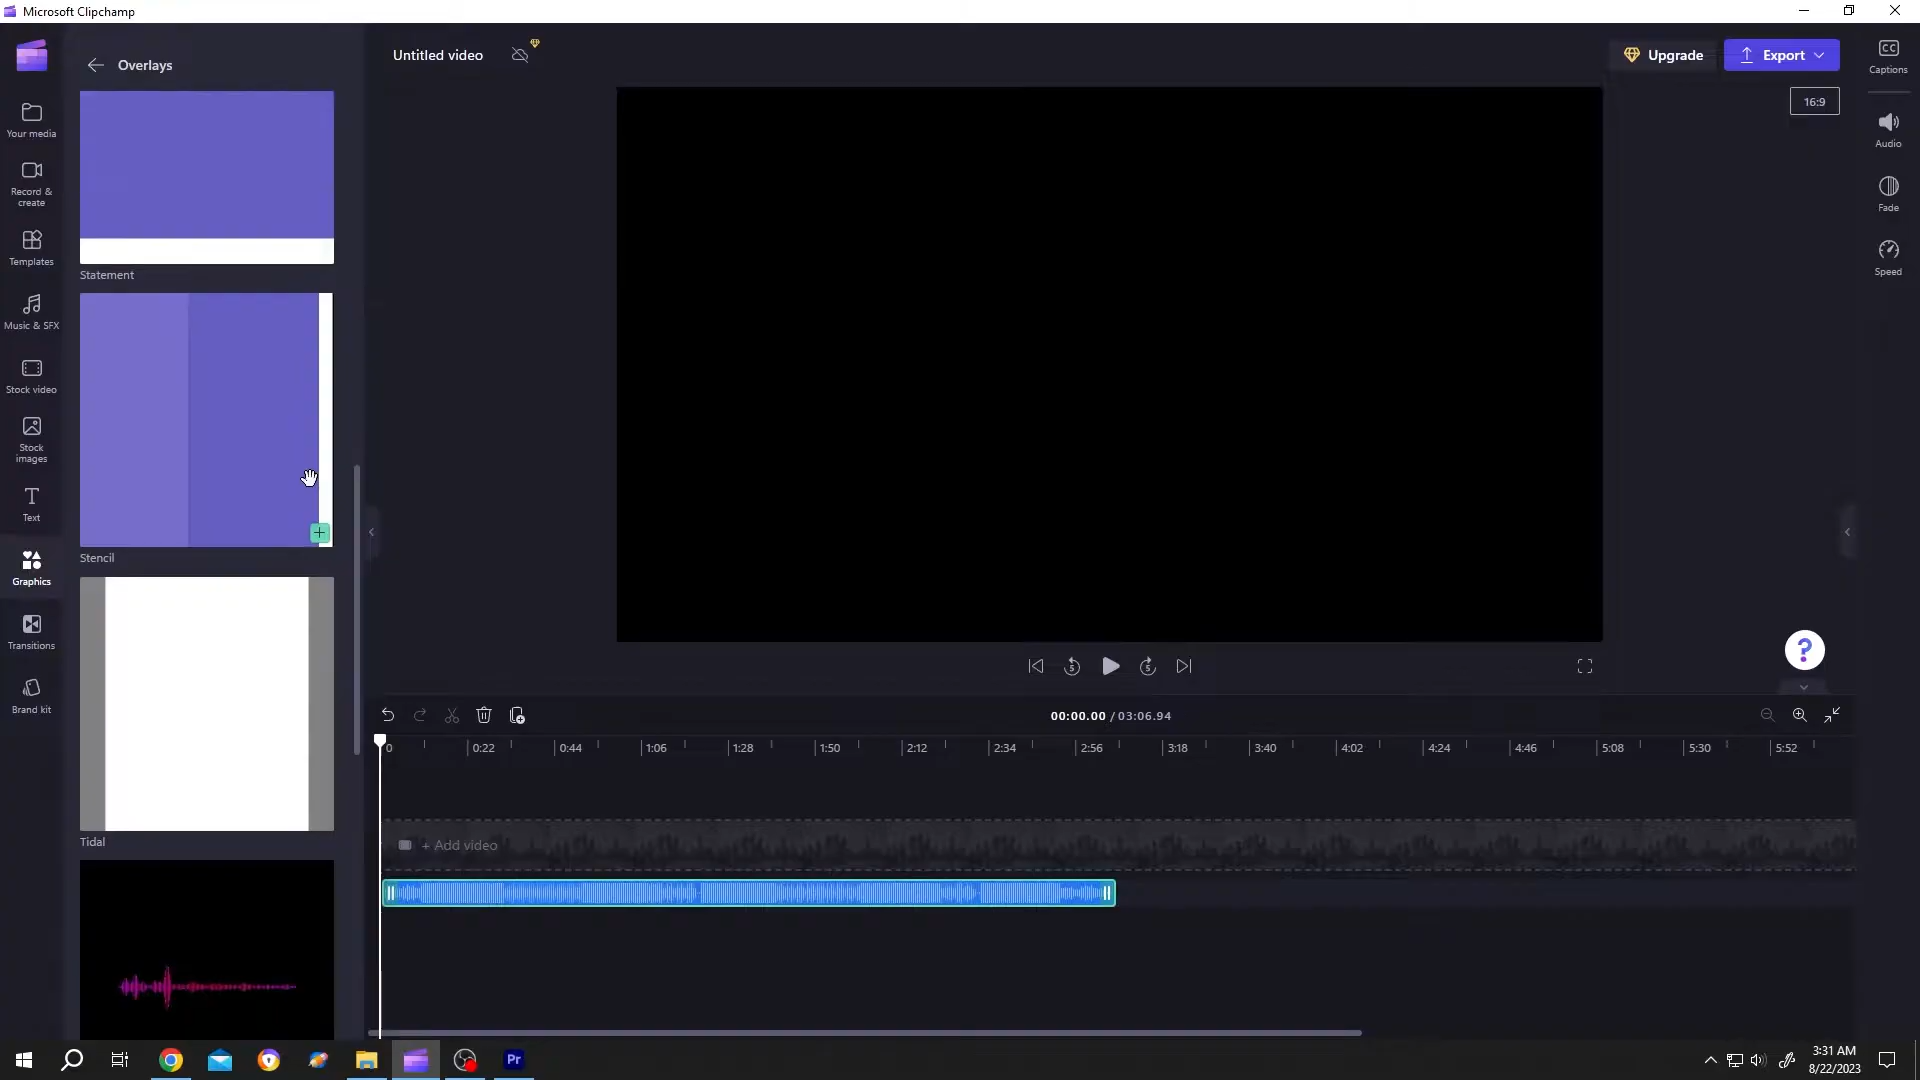 Microsoft Clipchamp
Overlays
Untitled video
Upgrade
Export
CC
Captions
16:9
Your media
Audio
Record &
create
Fade
Templates
Statement
Speed
Music & SFX
Stock video
Stock
images
Text
Stencil
Graphics
Transitions
5
5
?
Brand kit
00:00.00 / 03:06.94
0
0:22
0:44
1:06
1:28
1:50
2:12
2:34
2:56
3:18
3:40
4:02
4:24
4:46
5:08
5:30
5:52
Tidal
+ Add video
Pr
3:31 AM
8/22/2023